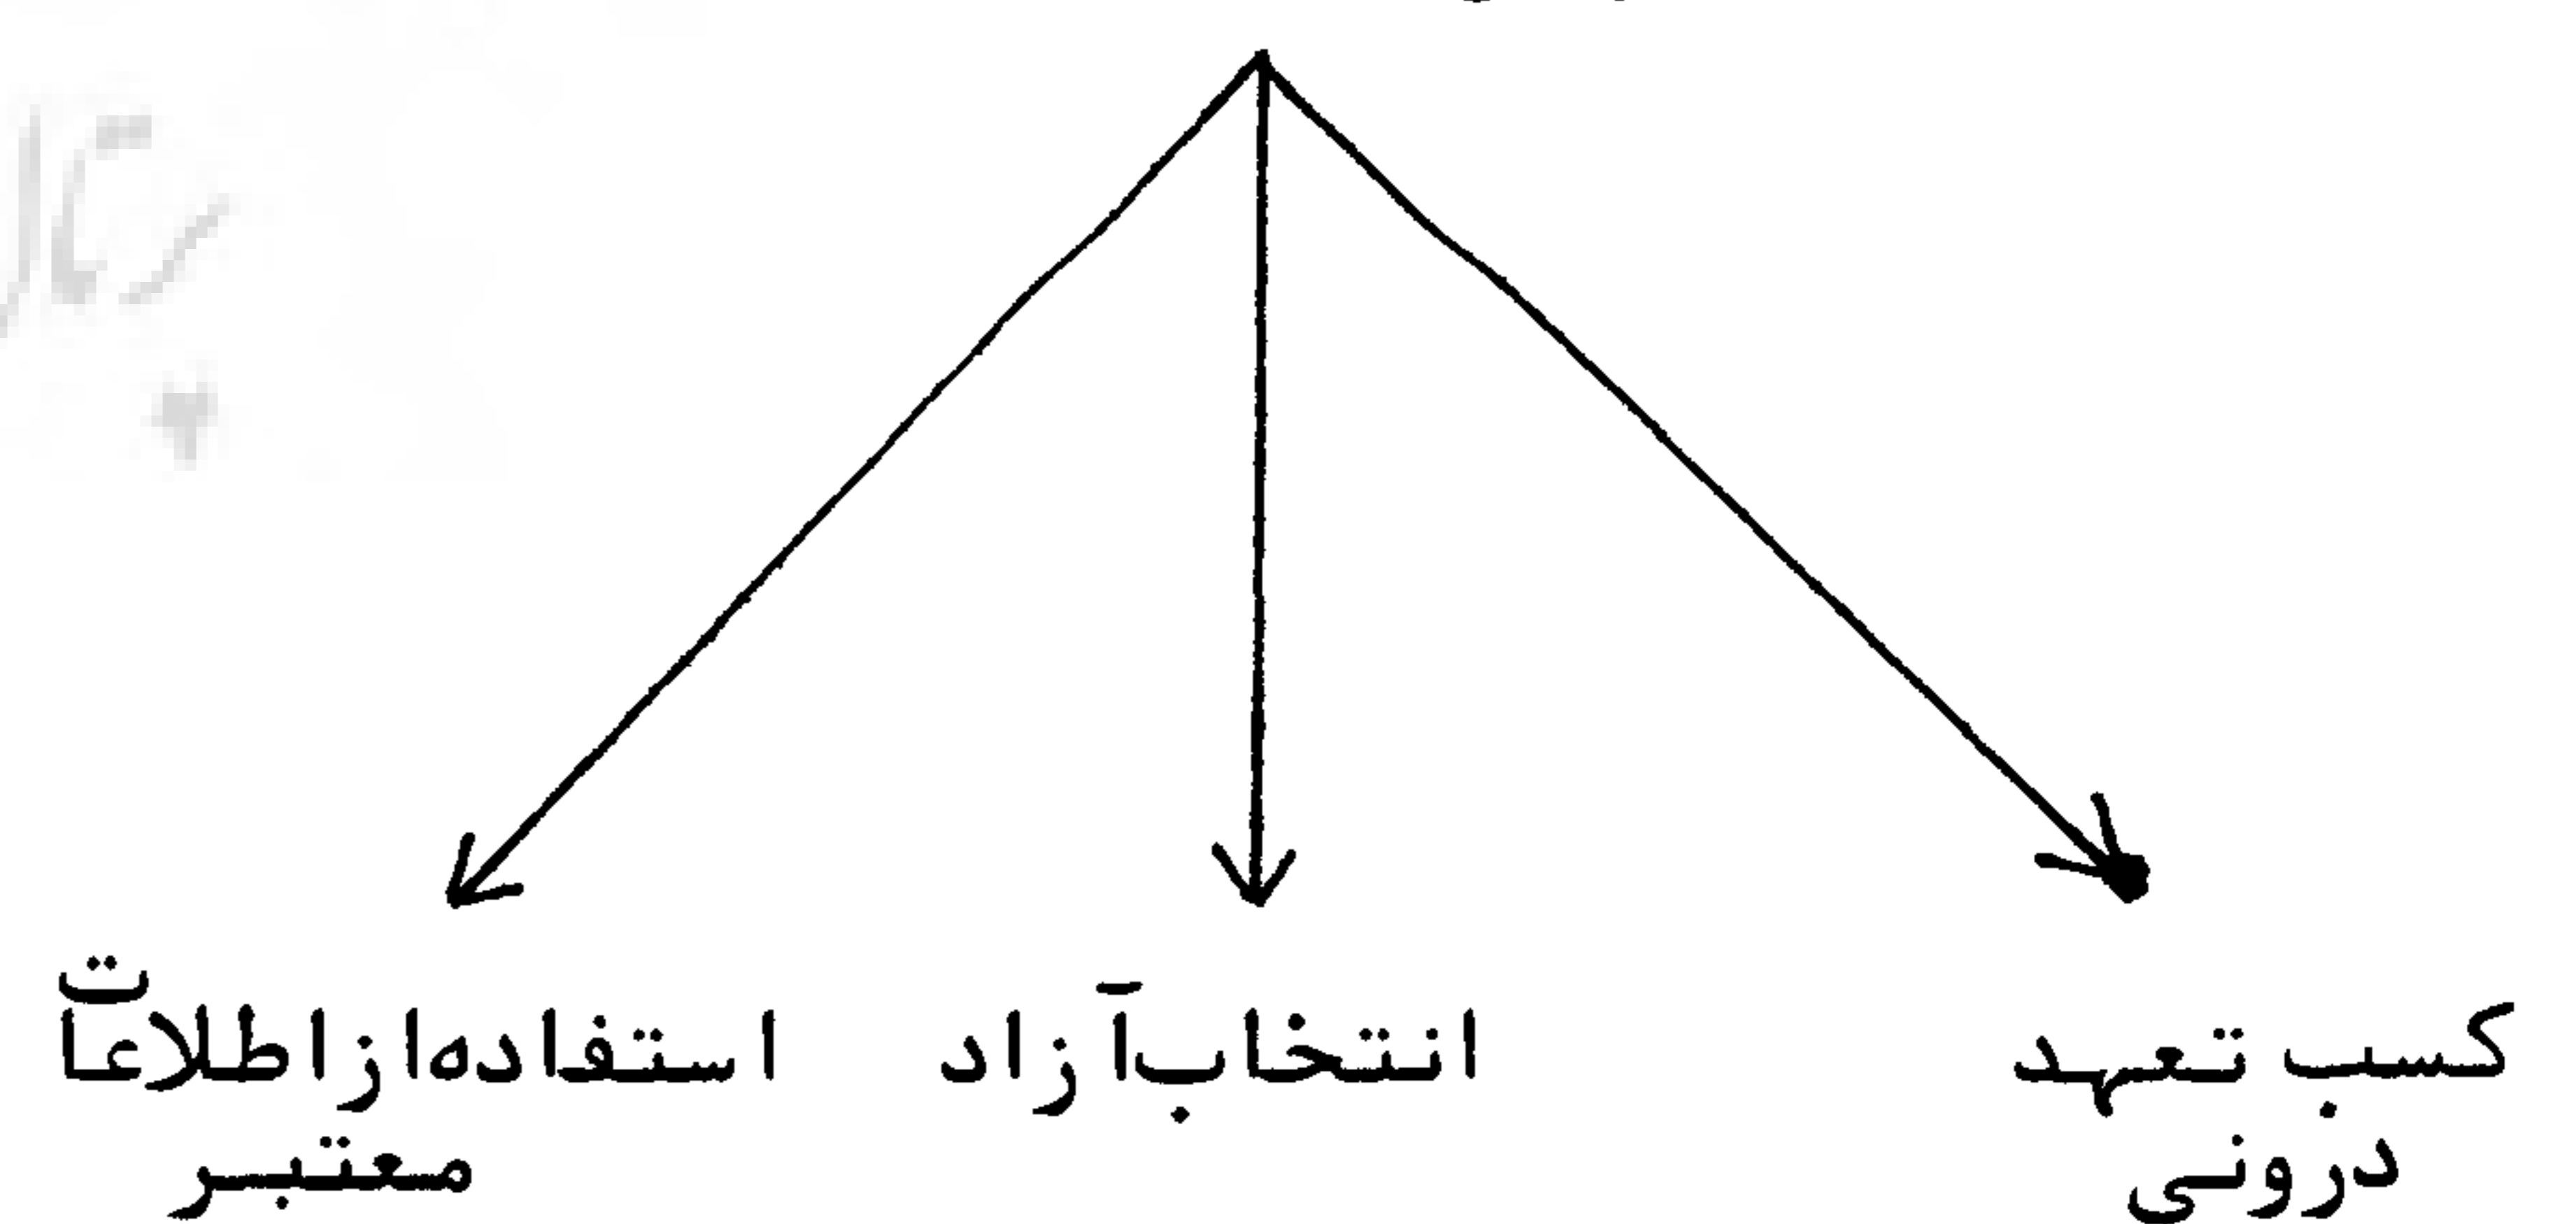 کسب تعهد
درونی
انتخاب آزاد
استفاده از اطلاعات
معتبر